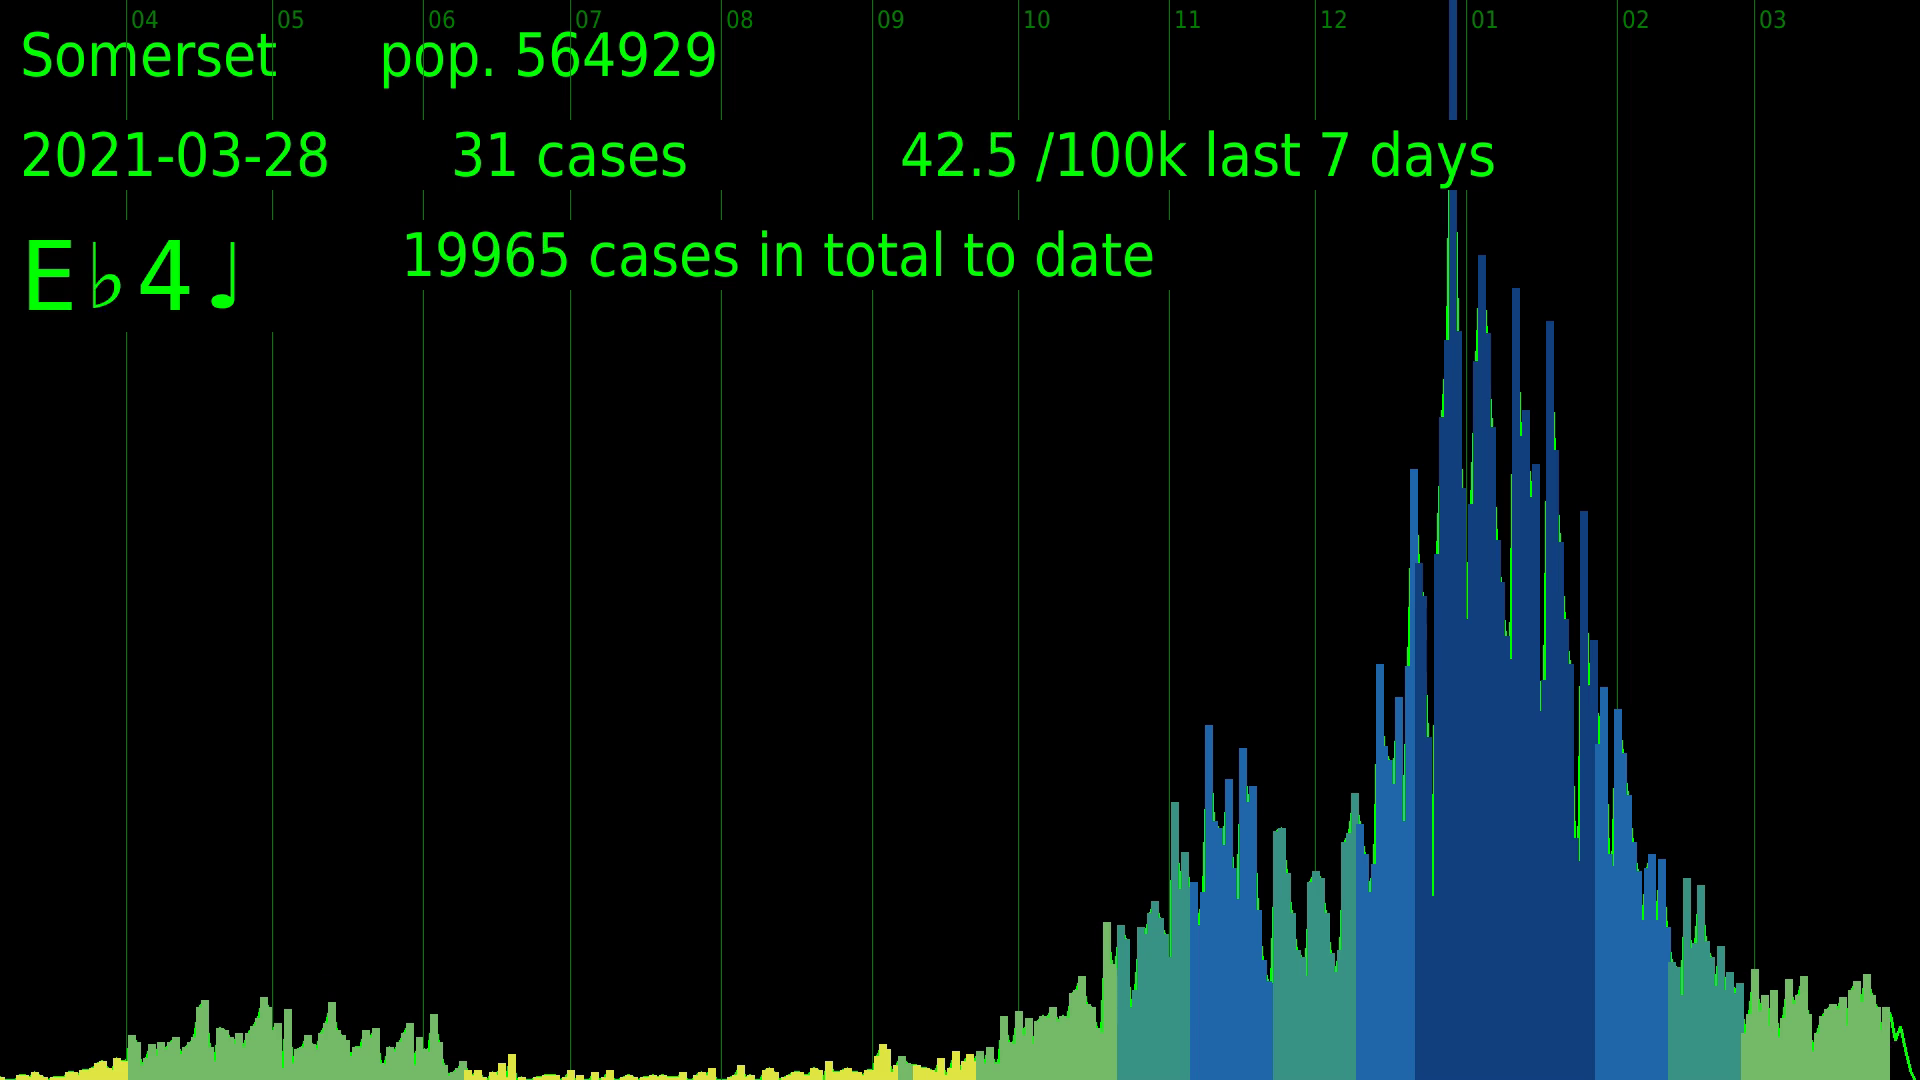 04 05 06 07 08 09 10 11 12 01 02 03
Somerset pop. 564929
2021-03-28 31 cases 42.5 /100k last 7 days
E♭4♩ 19965 cases in total to date